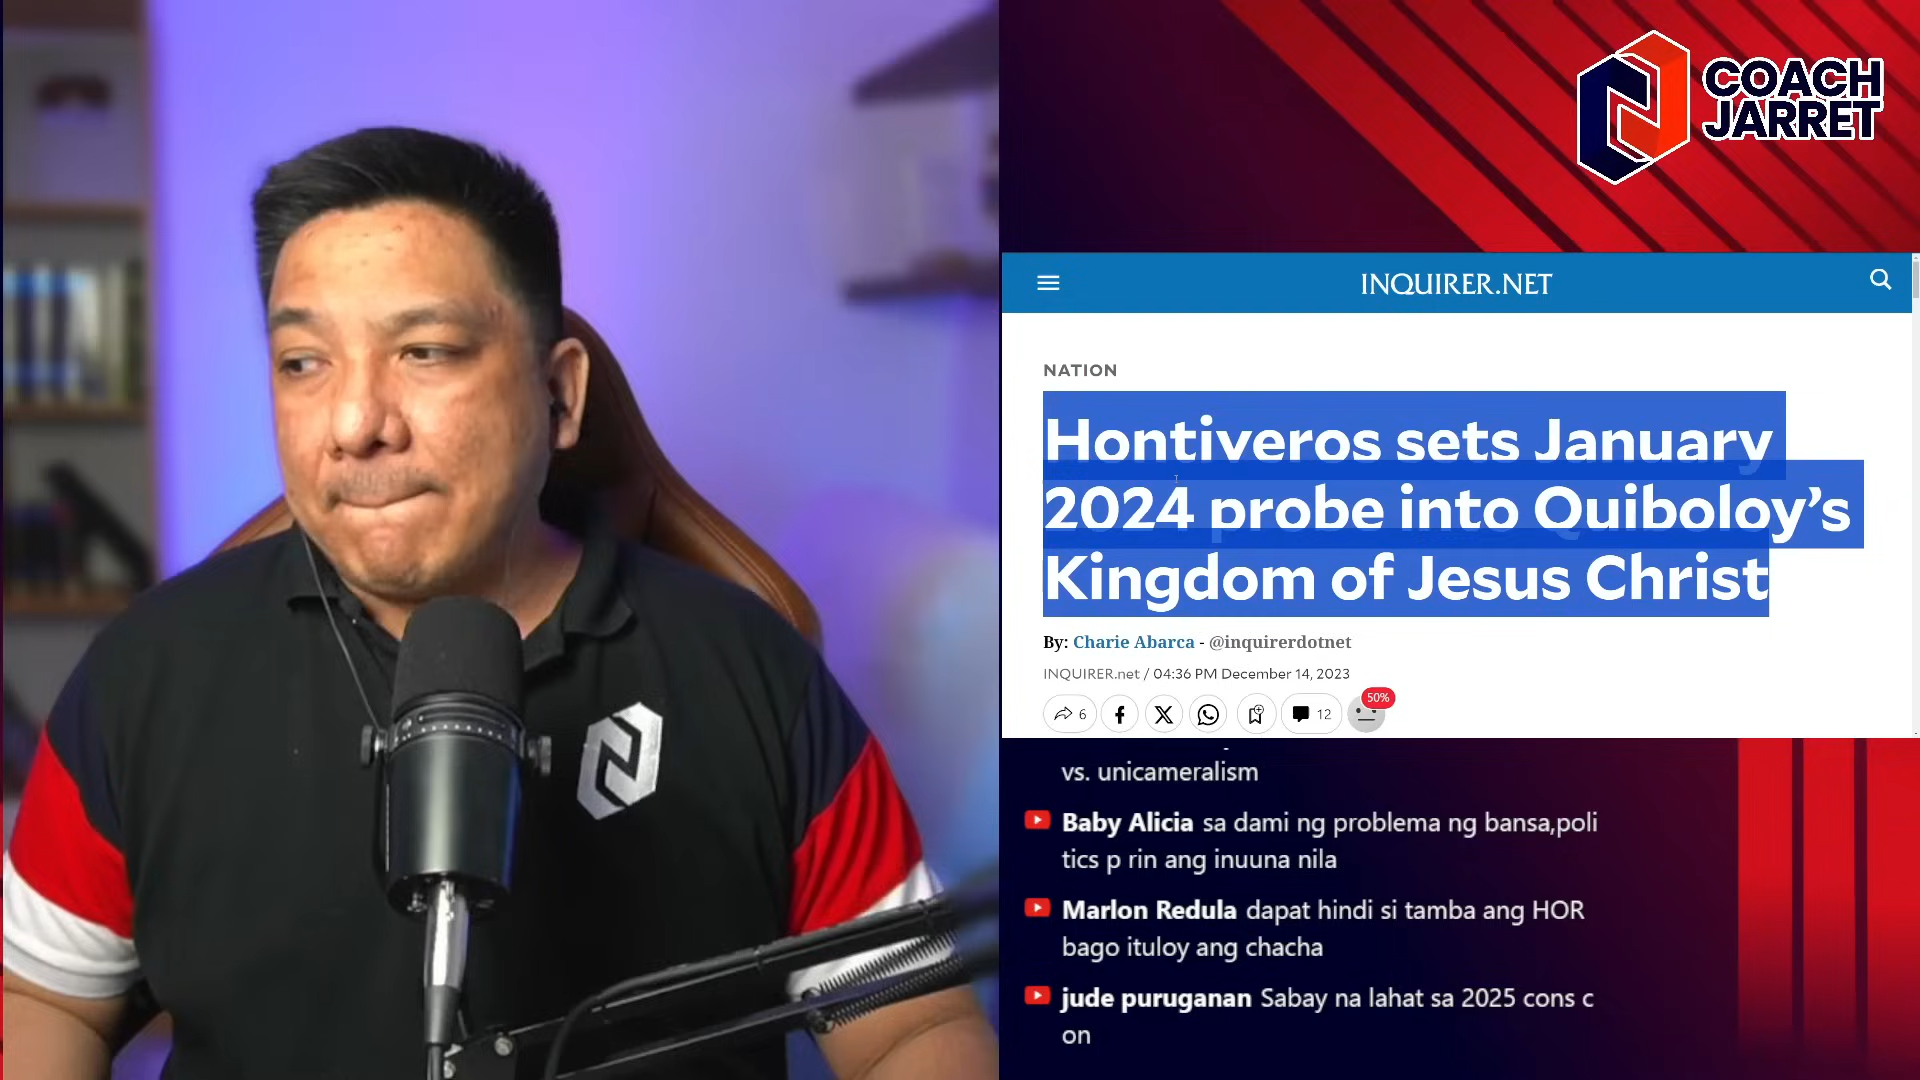 COACH
JARRET
INQUIRER.NET
NATION
Hontiveros sets January
2024 probe into Quiboloy’s
Kingdom of Jesus Christ
By: Charie Abarca - @inquirerdotnet
INQUIRER.net / 04:36 PM December 14, 2023
6
12
50%
vs. unicameralism
Baby Alicia sa dami ng problema ng bansa,poli
tics p rin ang inuuna nila
Marlon Redula dapat hindi si tamba ang HOR
bago ituloy ang chacha
jude puruganan Sabay na lahat sa 2025 cons c
on